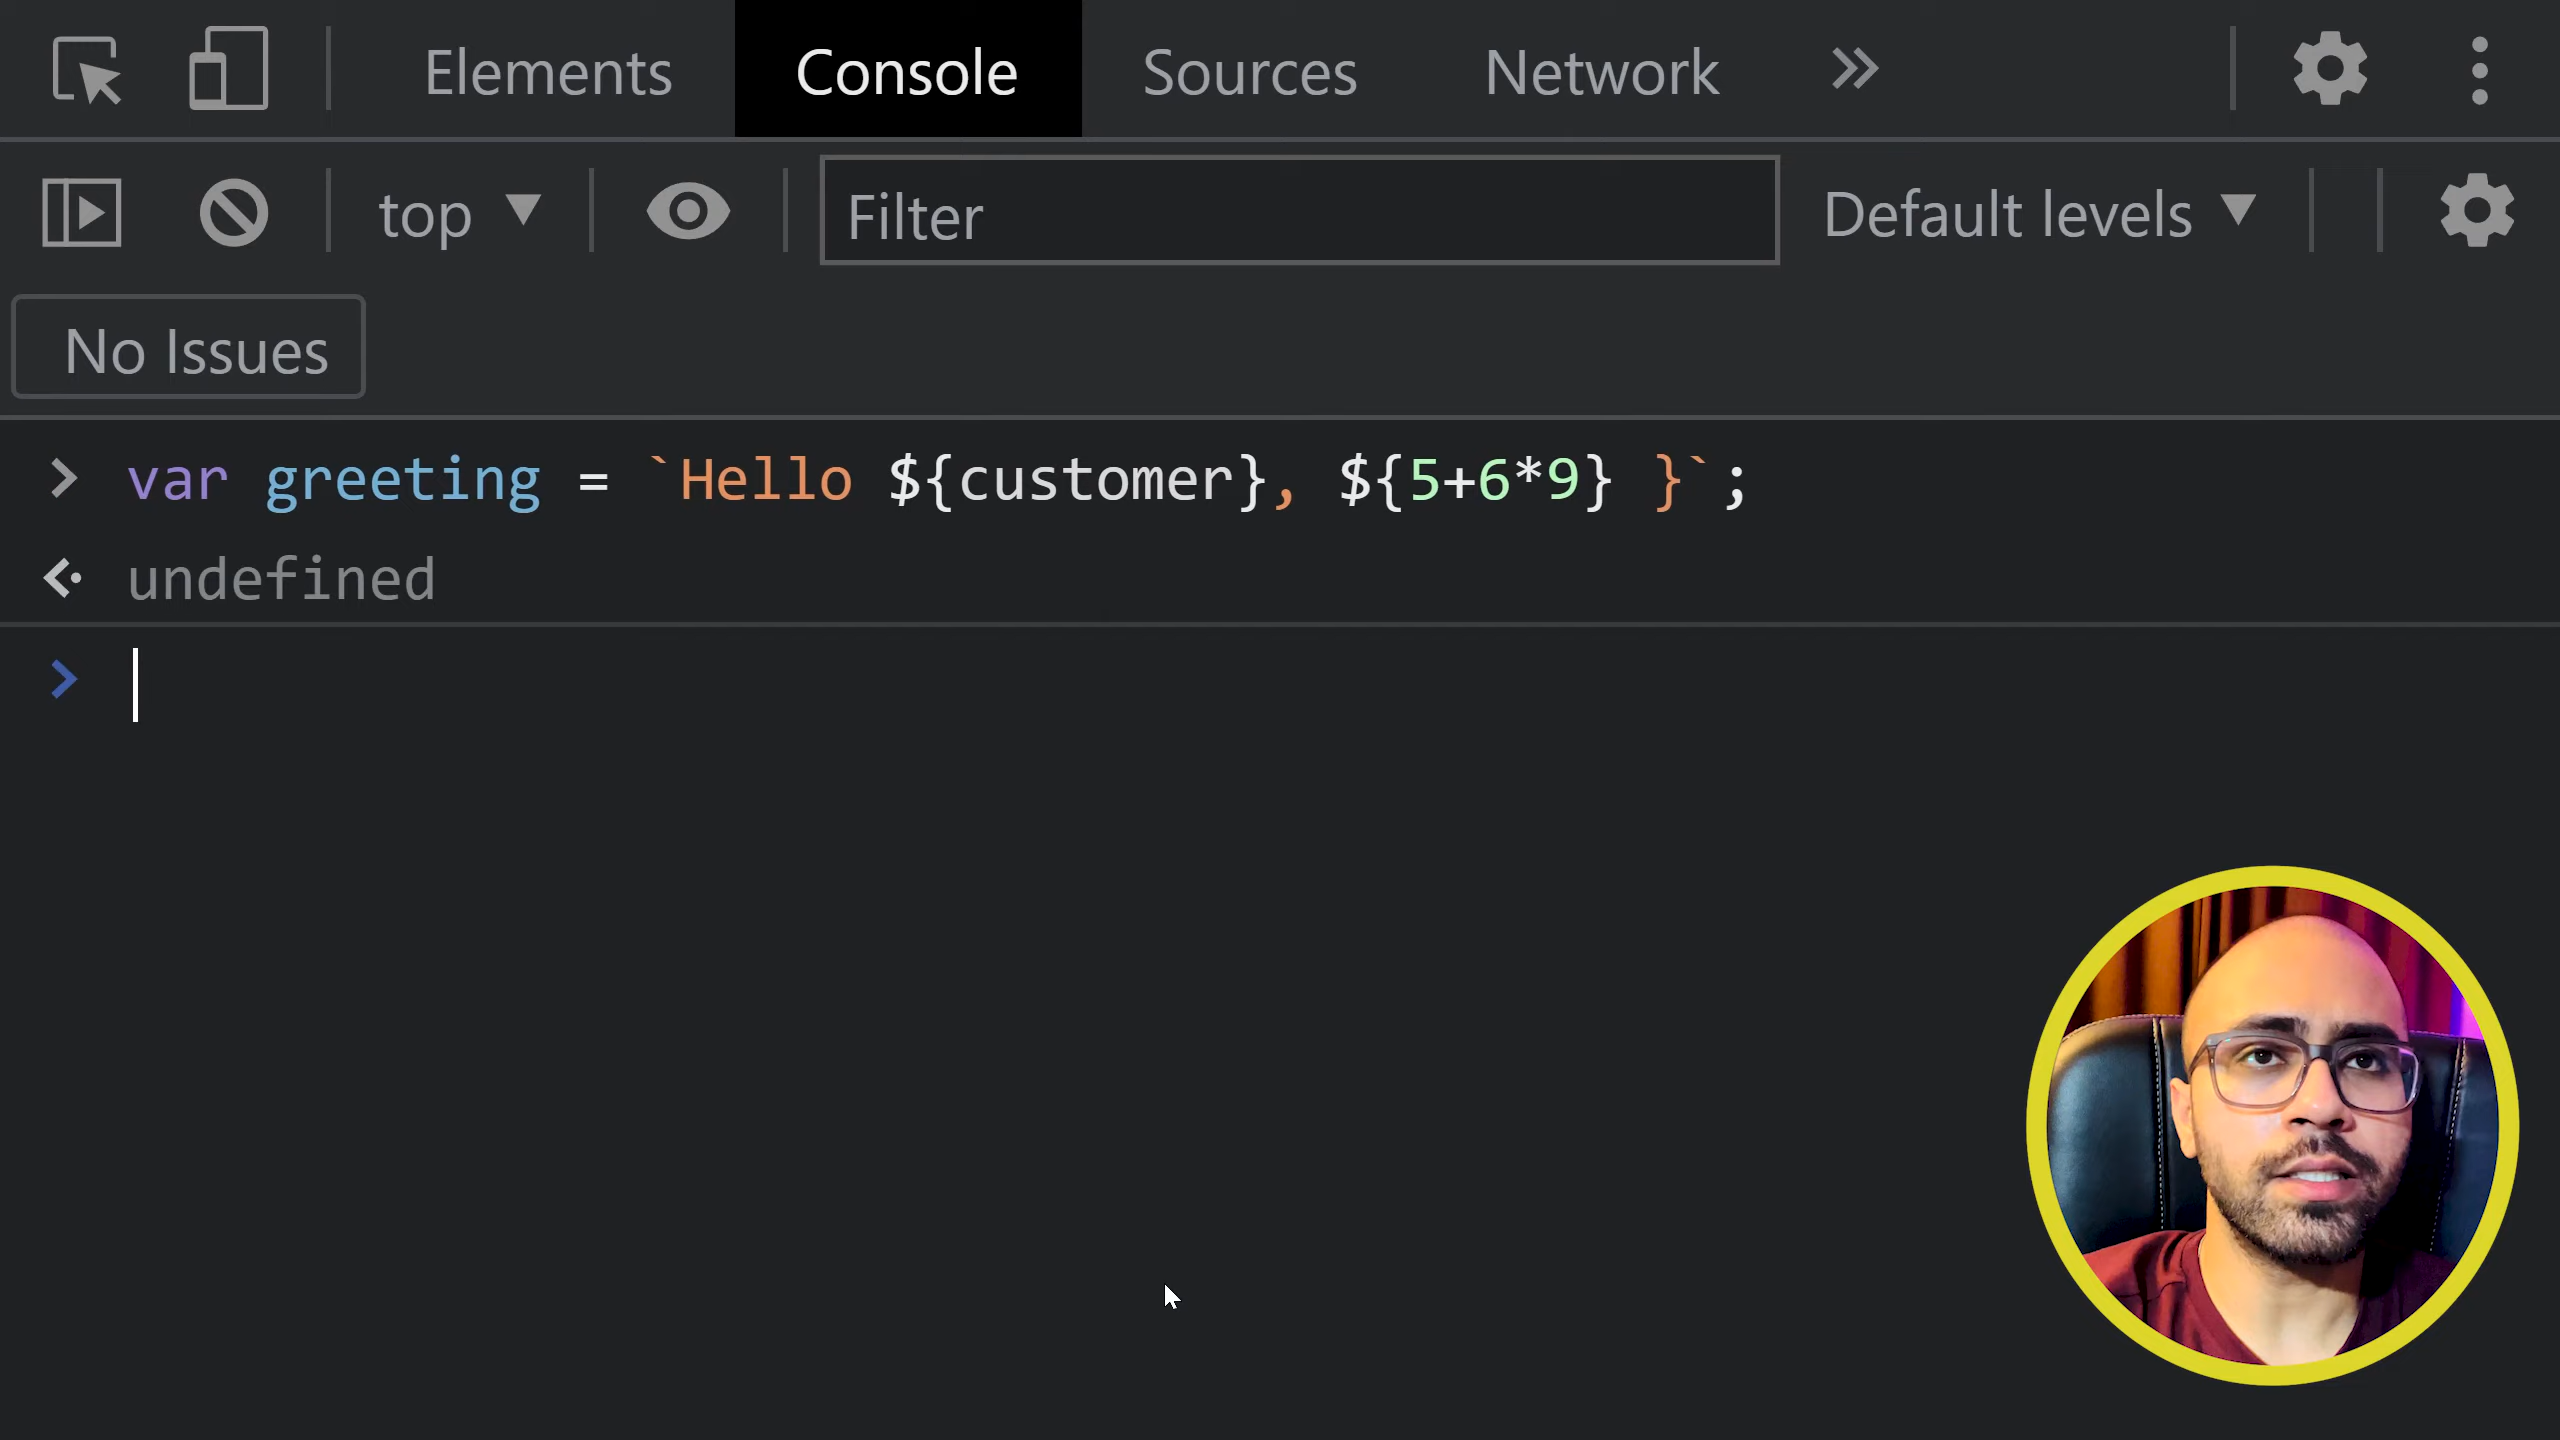 Elements Console Sources Network
top Filter Default levels
No Issues
> var greeting = `Hello ${customer}, ${5+6*9} }`;
undefined
>